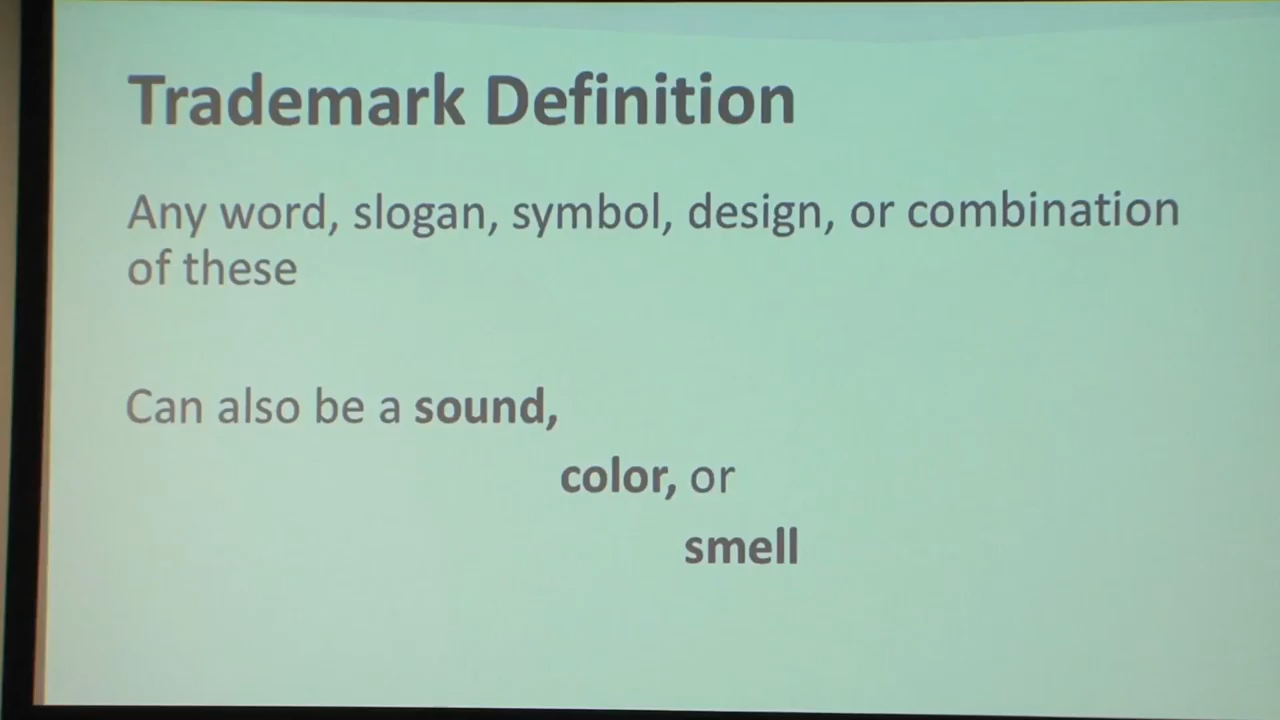 Trademark Definition
Any word, slogan, symbol, design, or combination
of these
Can also be a sound,
color, or
smell